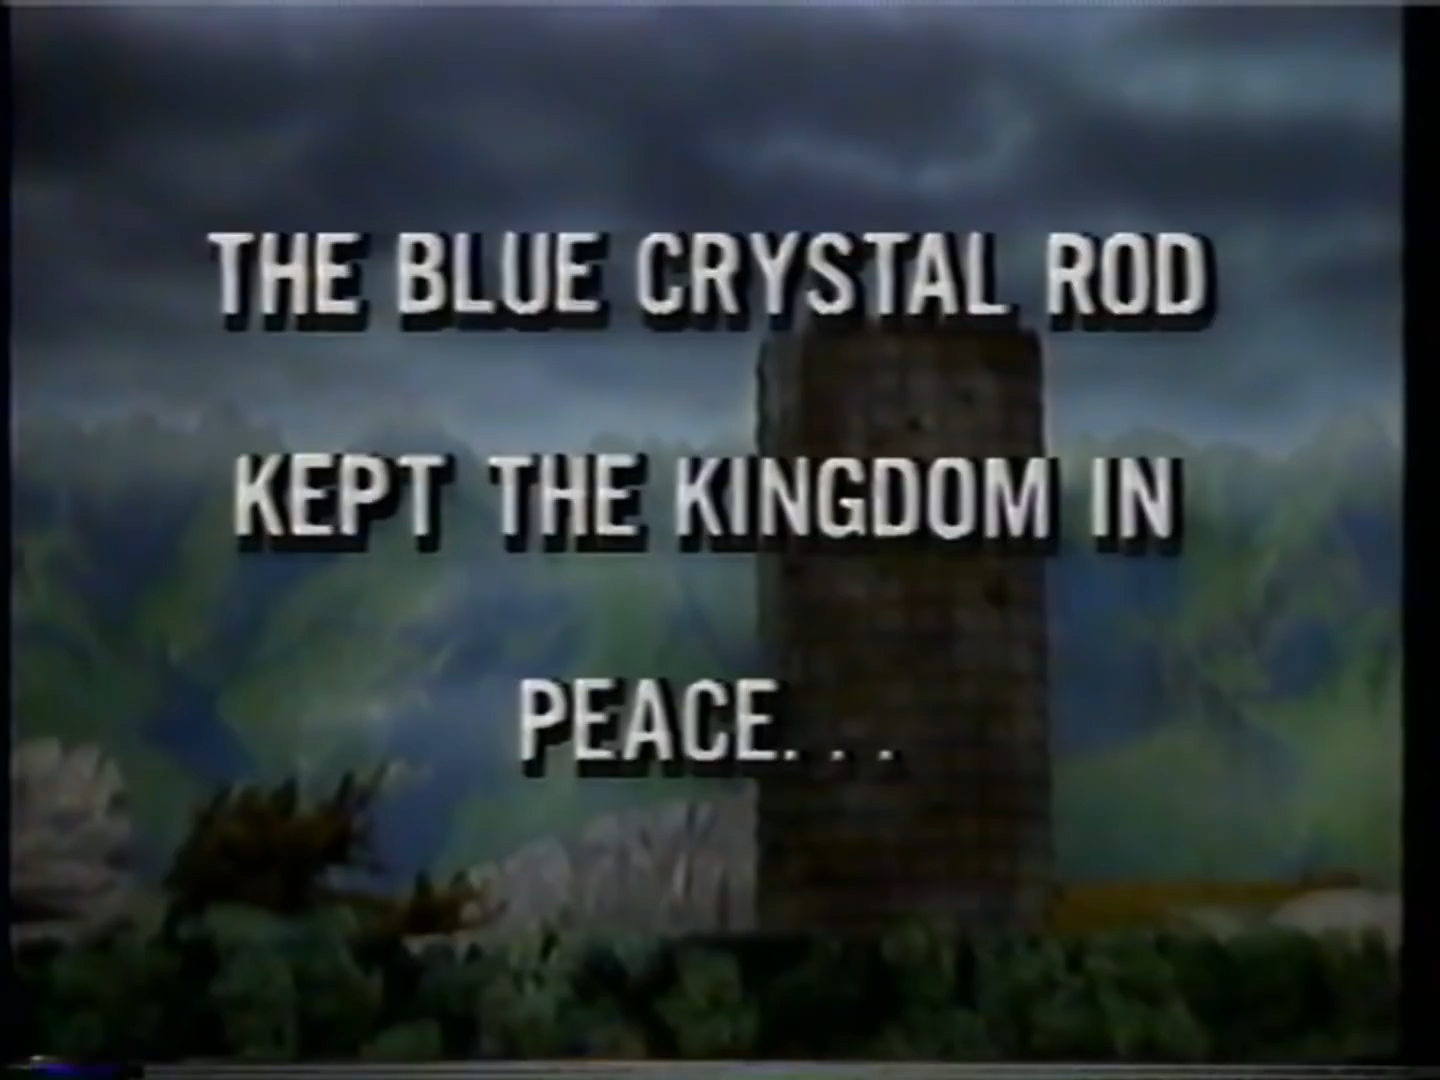 THE BLUE CRYSTAL ROD
KEPT THE KINGDOM IN
PEACE. . .